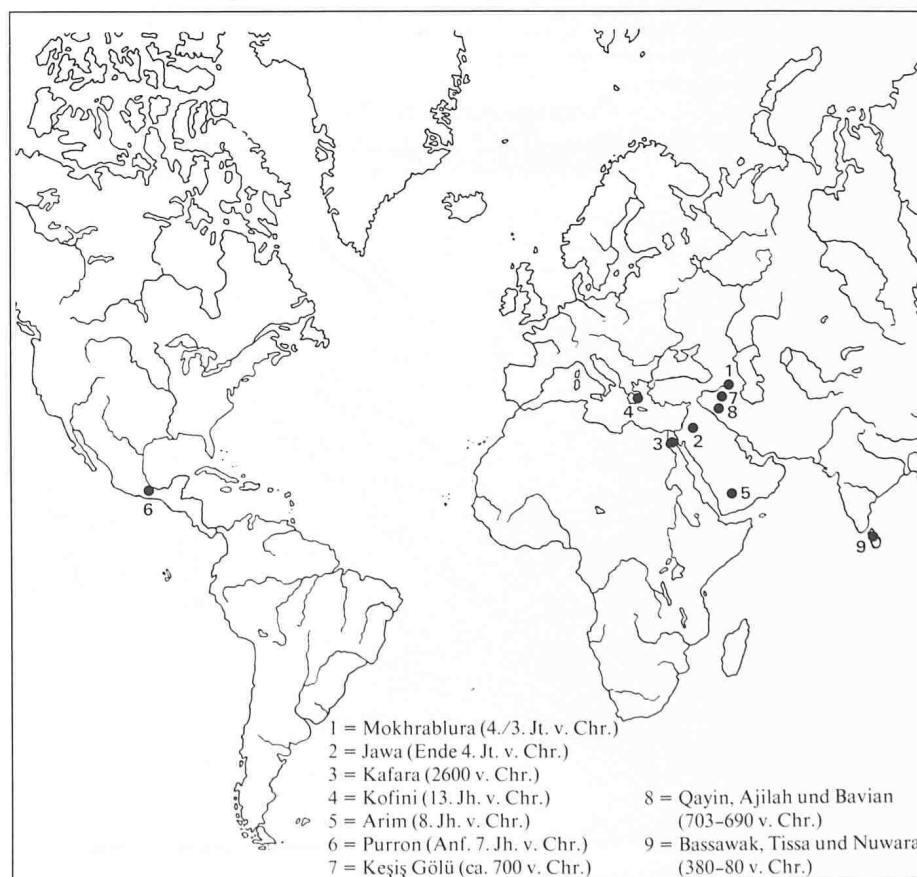 1
7
8
4
2
3
5
6
9
1 = Mokhrablura (4./3. Jt. v. Chr.)
2 = Jawa (Ende 4. Jt. v. Chr.)
3 = Kafara (2600 v. Chr.)
4 = Kofini (13. Jh. v. Chr.)
5 = Arim (8. Jh. v. Chr.)
6 = Purron (Anf. 7. Jh. v. Chr.)
7 = Keşiş Gölü (ca. 700 v. Chr.)
8 = Qayin, Ajilah und Bavian
(703–690 v. Chr.)
9 = Bassawak, Tissa und Nuwara
(380–80 v. Chr.)